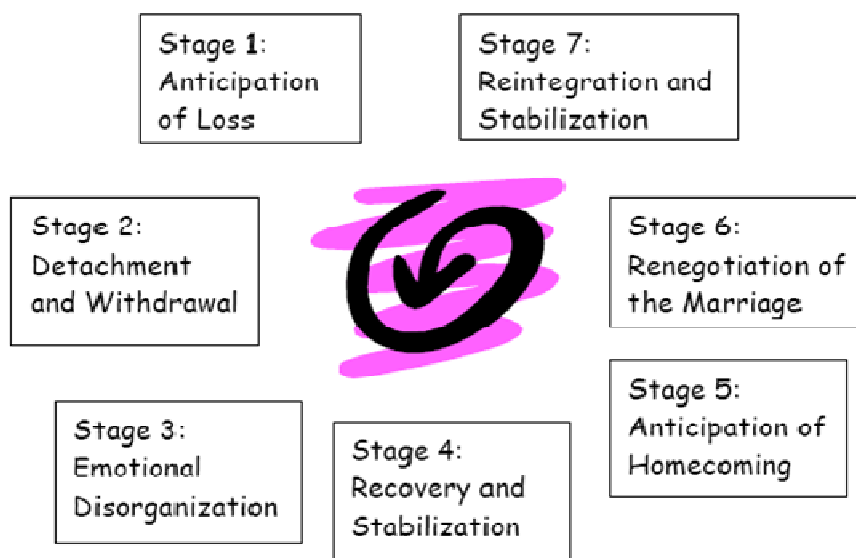 Stage 1:
Anticipation
of Loss
Stage 2:
Detachment
and Withdrawal
Stage 3:
Emotional
Disorganization
Stage 4:
Recovery and
Stabilization
Stage 5:
Anticipation of
Homecoming
Stage 6:
Renegotiation of
the Marriage
Stage 7:
Reintegration and
Stabilization